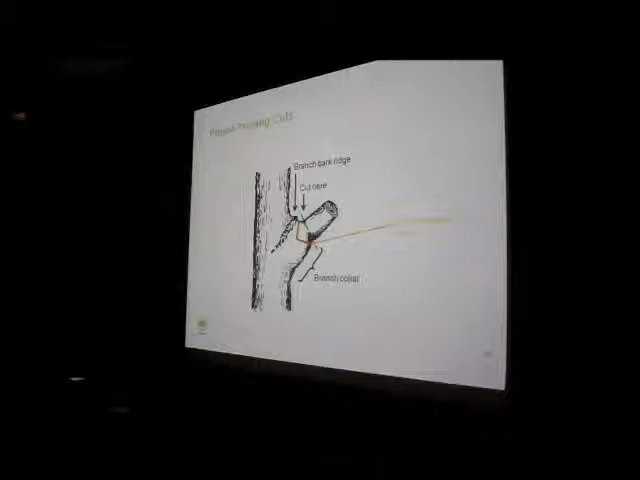 Proper Pruning Cuts
Branch bark ridge
Cut here
Branch collar